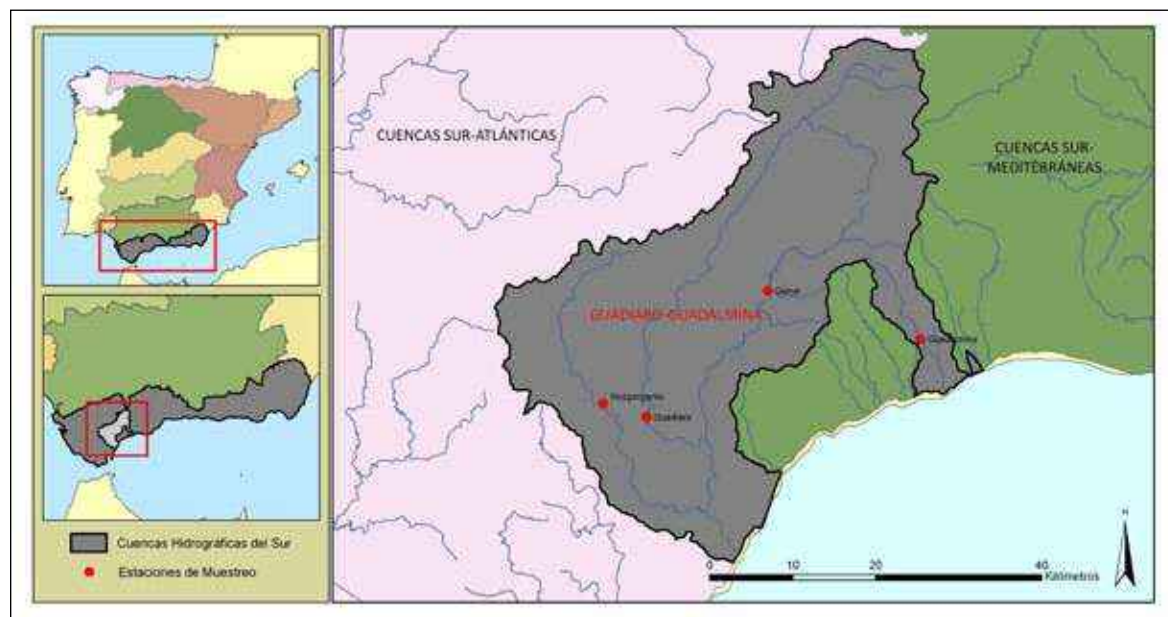 CUENCAS SUR-ATLÁNTICAS
CUENCAS SUR-
MEDITERRÁNEAS
GUADIARO-GUADALMINA
Genal
Guadalmina
Hozgarganta
Guadiaro
Cuencas Hidrográficas del Sur
Estaciones de Muestreo
N
0 10 20 40
Kilómetros